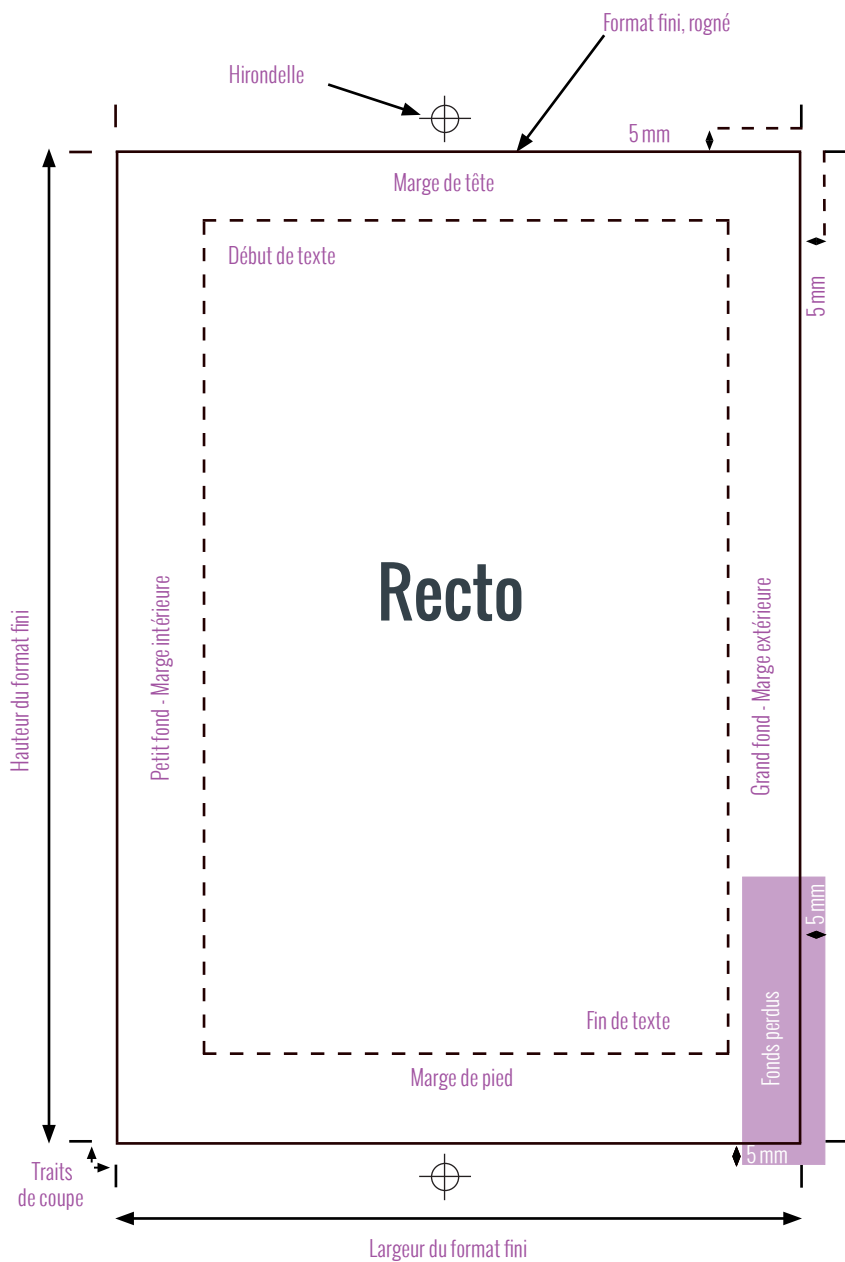 Format fini, rogné
Hirondelle
5 mm
Marge de tête
Début de texte
5 mm
Recto
Hauteur du format fini
Petit fond - Marge intérieure
Grand fond - Marge extérieure
5 mm
Fonds perdus
Fin de texte
Marge de pied
5 mm
Traits
de coupe
Largeur du format fini